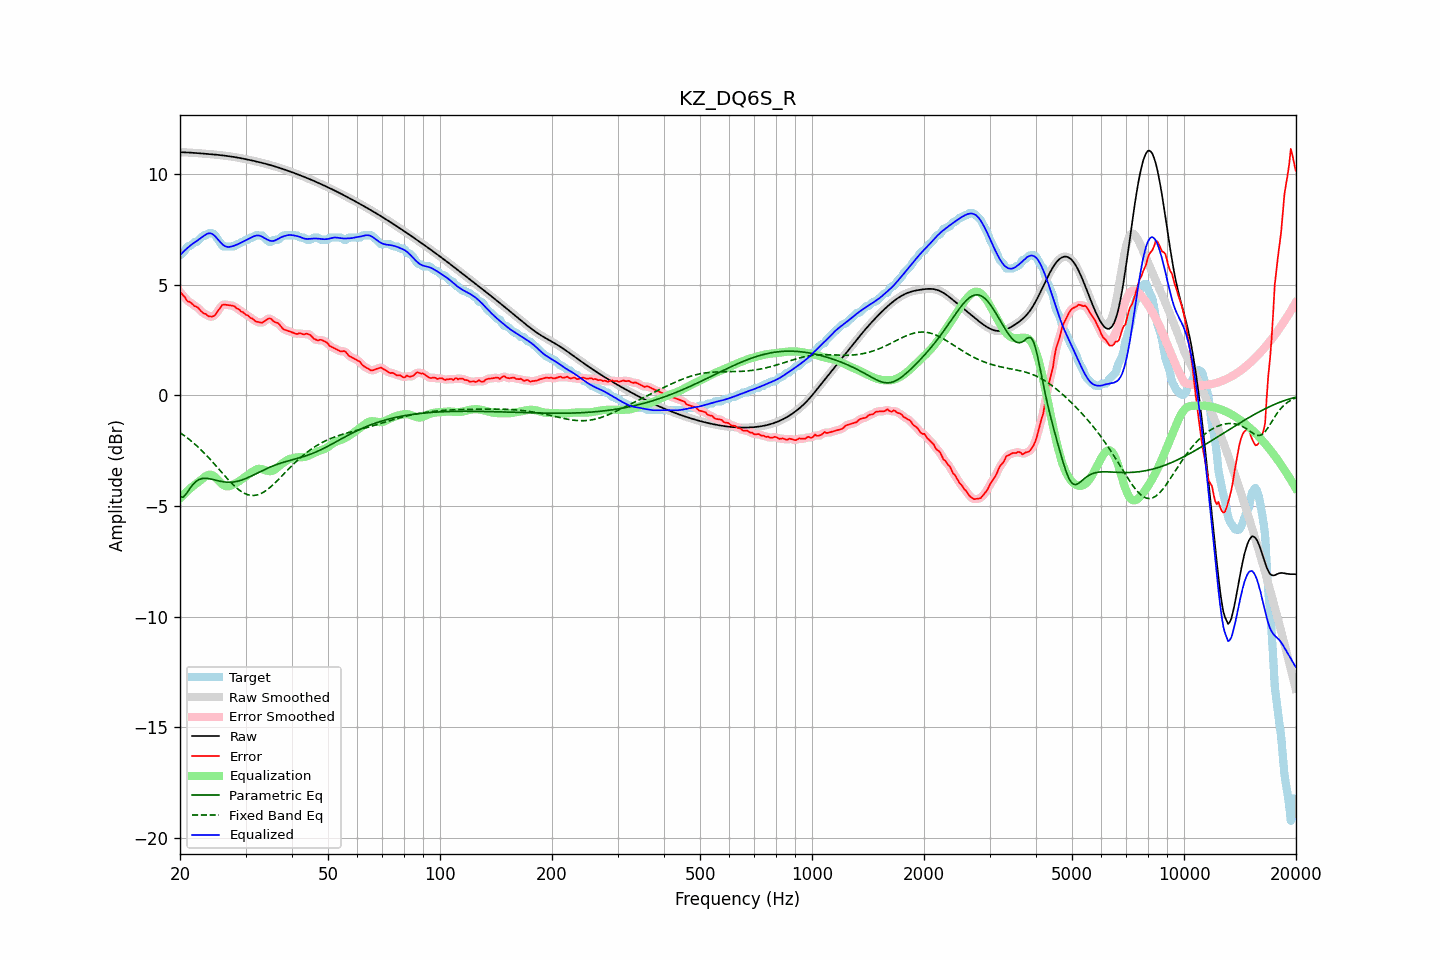 KZ_DQ6S_R
Amplitude (dBr)
10
5
0
−5
−10
−15
−20
Target
Raw Smoothed
Error Smoothed
Raw
Error
Equalization
Parametric Eq
Fixed Band Eq
Equalized
20 50 100 200 500 1000 2000 5000 10000 20000
Frequency (Hz)